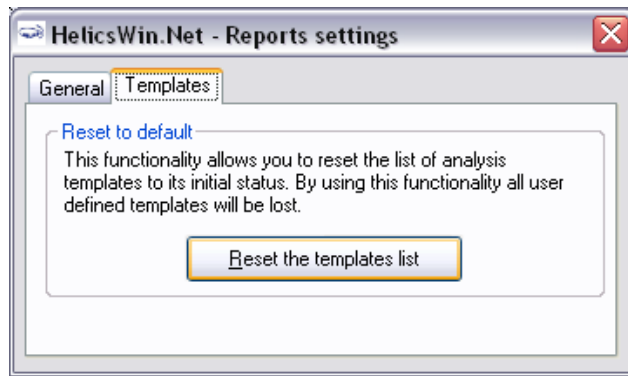 HelicsWin.Net - Reports settings
General
Templates
Reset to default
This functionality allows you to reset the list of analysis
templates to its initial status. By using this functionality all user
defined templates will be lost.
Reset the templates list